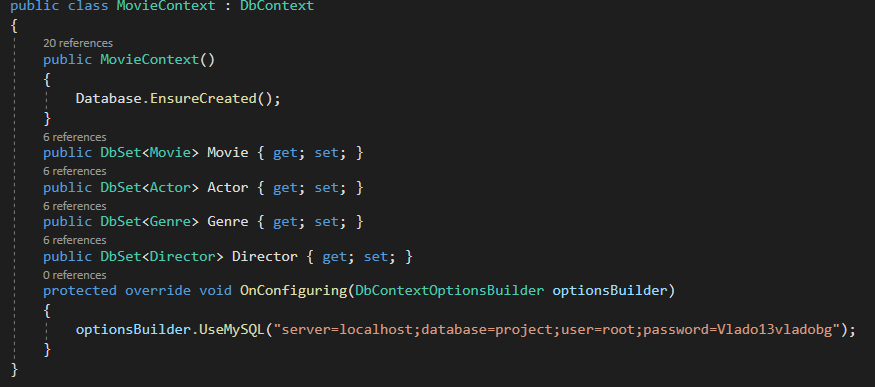 public class MovieContext : DbContext
{
20 references
public MovieContext()
{
Database.EnsureCreated();
}
6 references
public DbSet<Movie> Movie { get; set; }
6 references
public DbSet<Actor> Actor { get; set; }
6 references
public DbSet<Genre> Genre { get; set; }
6 references
public DbSet<Director> Director { get; set; }
0 references
protected override void OnConfiguring(DbContextOptionsBuilder optionsBuilder)
{
optionsBuilder.UseMySQL("server=localhost;database=project;user=root;password=Vlado13vladobg");
}
}